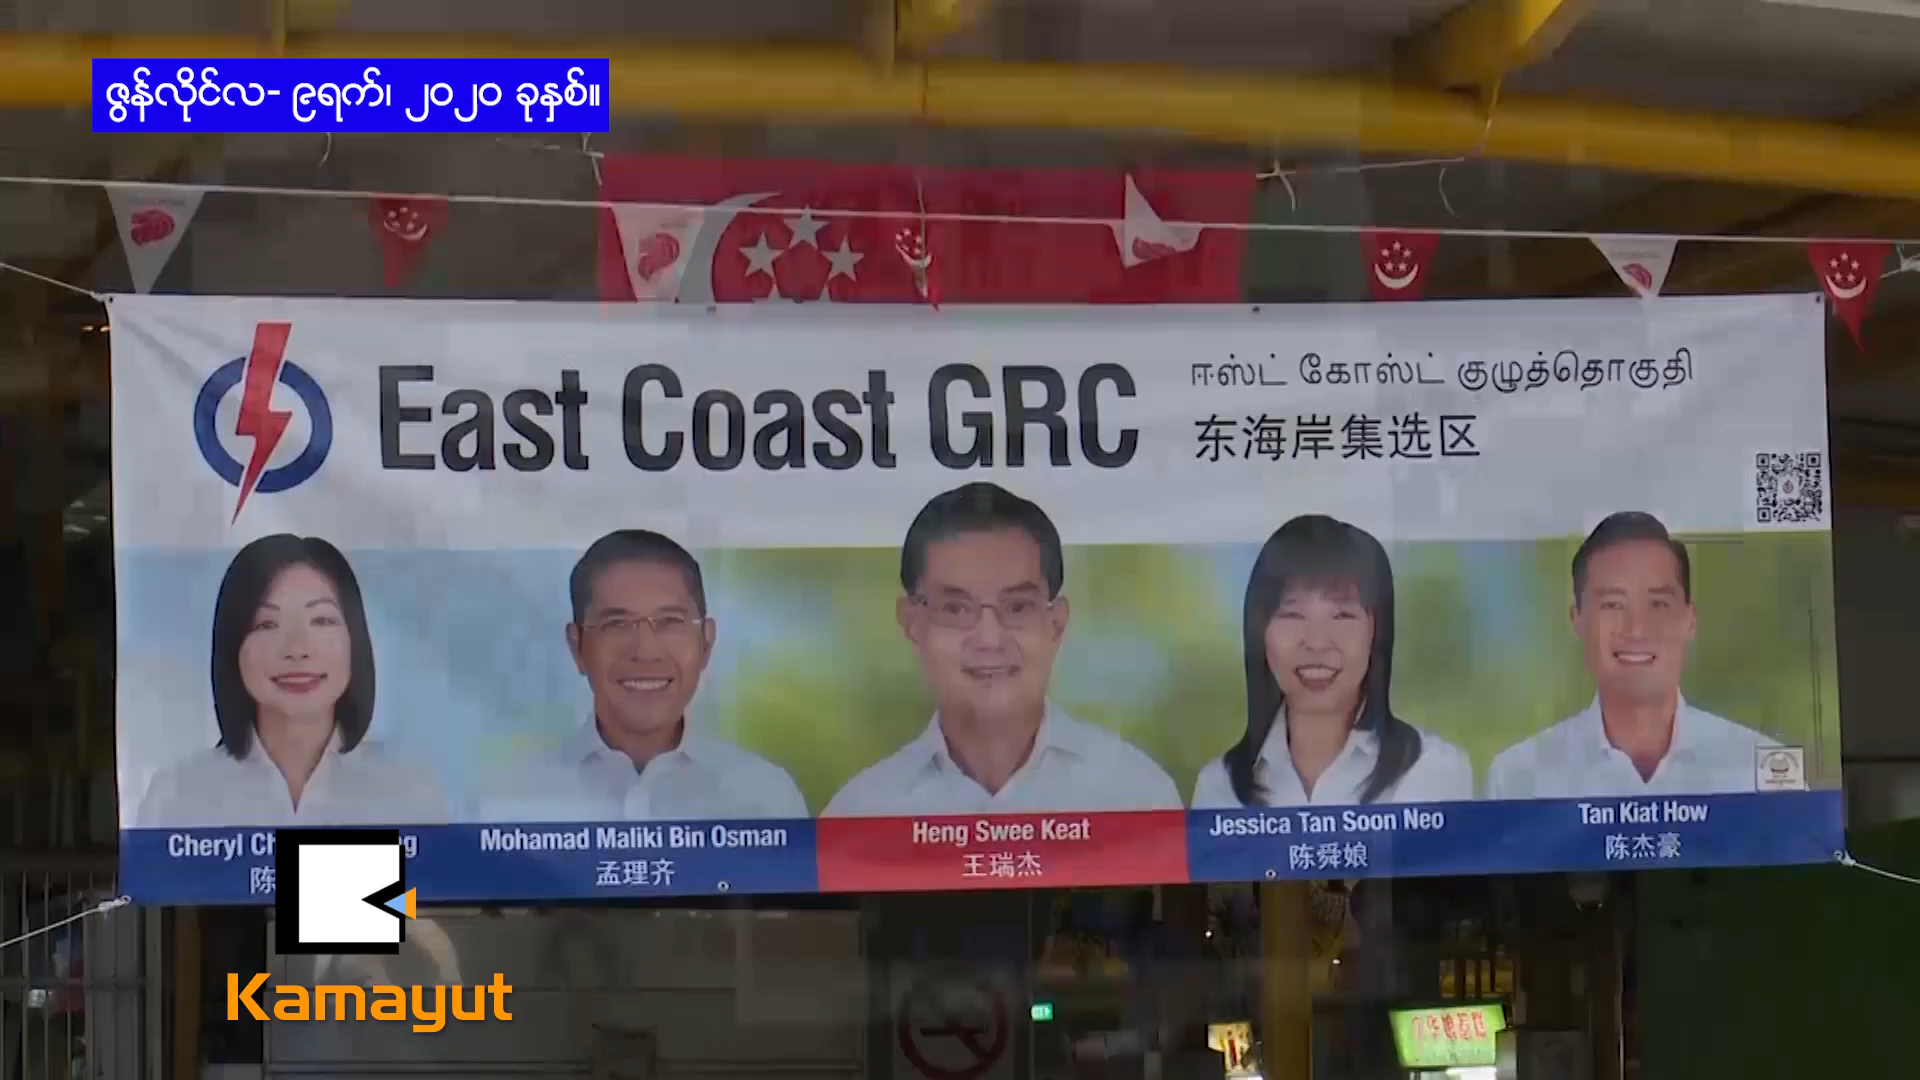 ဇွန်လိုင်လ- ၉ရက်၊ ၂၀၂၀ ခုနှစ်။
East Coast GRC
ஈஸ்ட் கோஸ்ட் குழுத்தொகுதி
东海岸集选区
Cheryl
Mohamad Maliki Bin Osman
Heng Swee Keat
Jessica Tan Soon Neo
Tan Kiat How
陈
孟理齐
王瑞杰
陈舜娘
陈杰豪
Kamayut